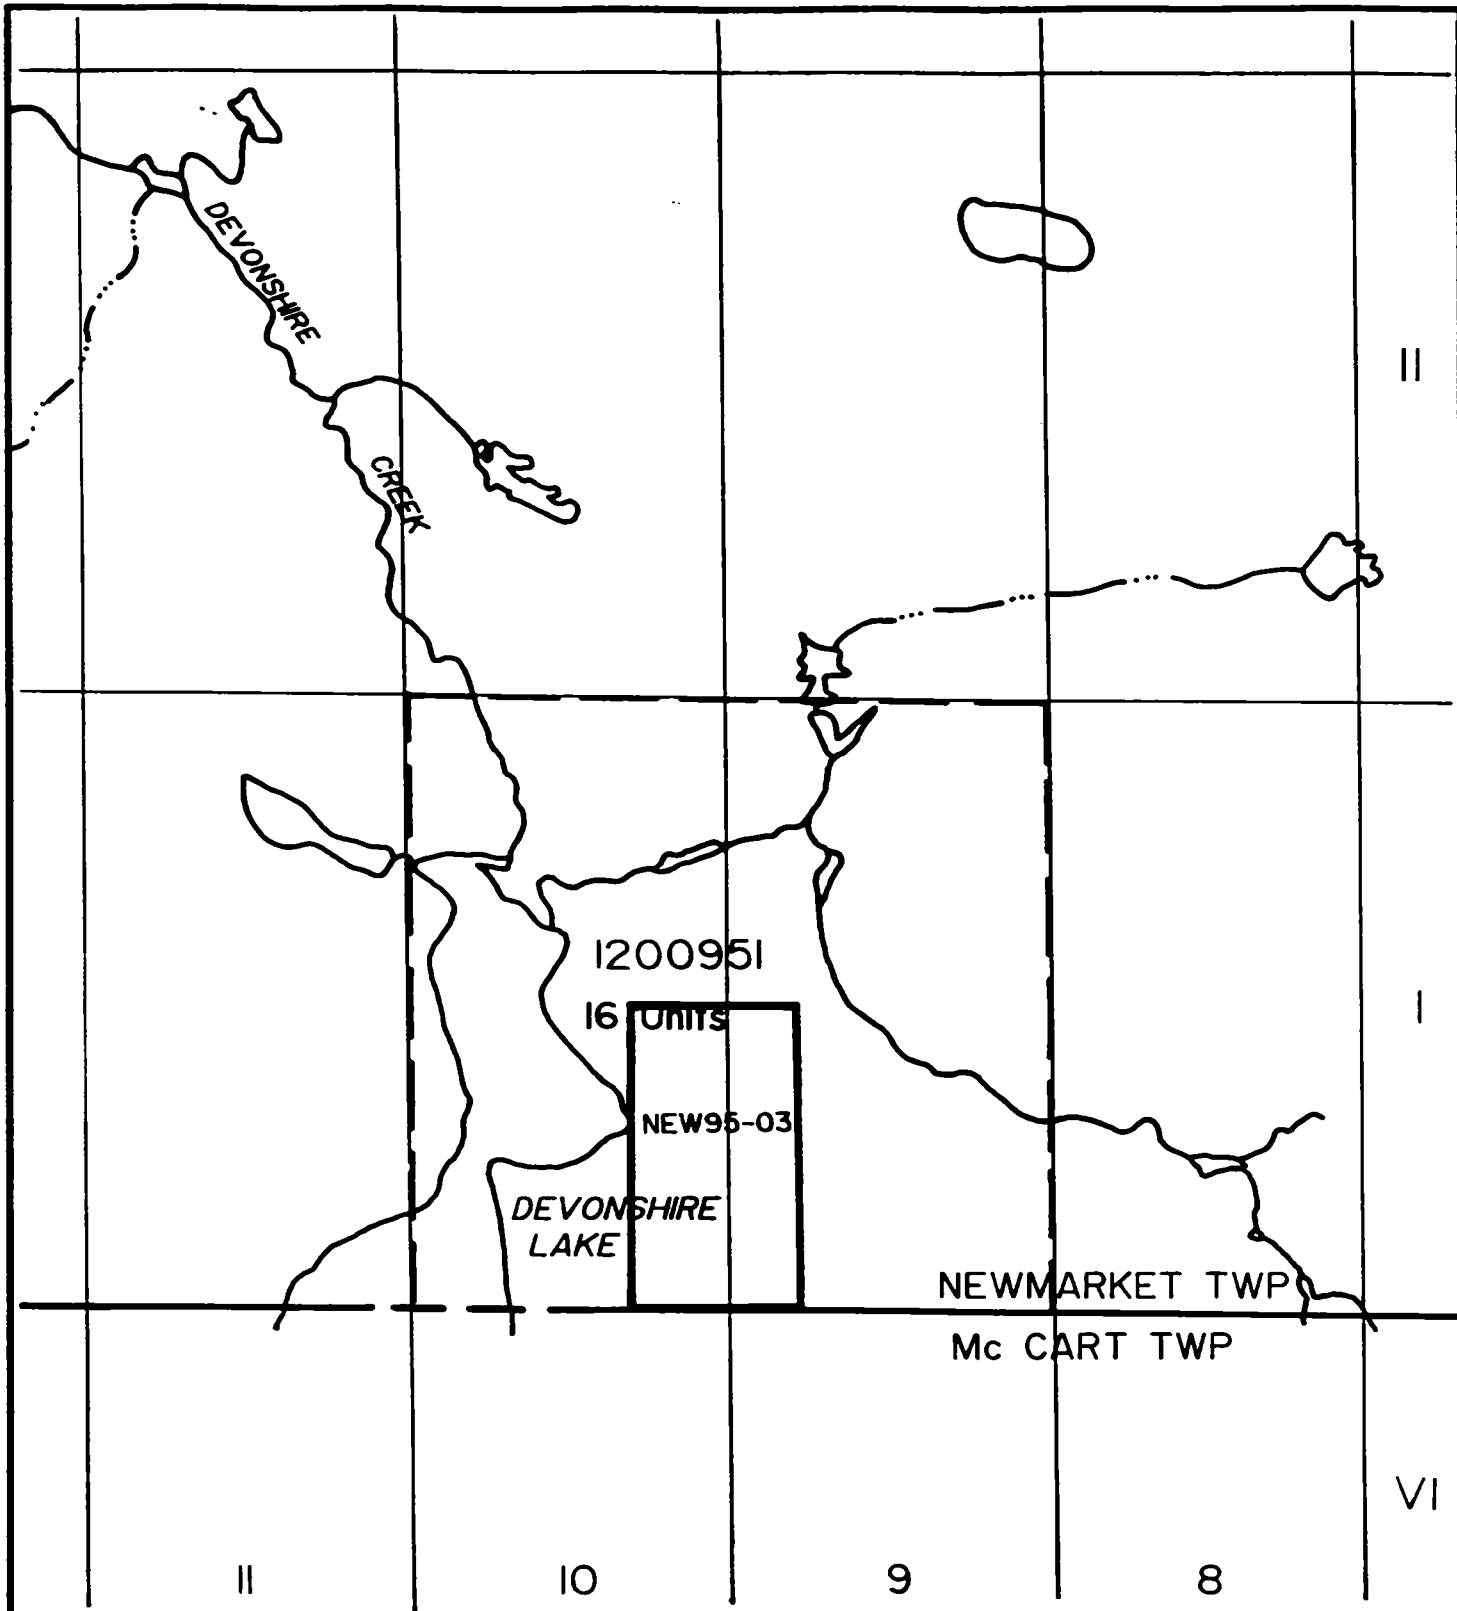 DEVONSHIRE
CREEK
II
1200951
16 Units
I
NEW95-03
DEVONSHIRE
LAKE
NEWMARKET TWP
Mc CART TWP
VI
11
10
9
8